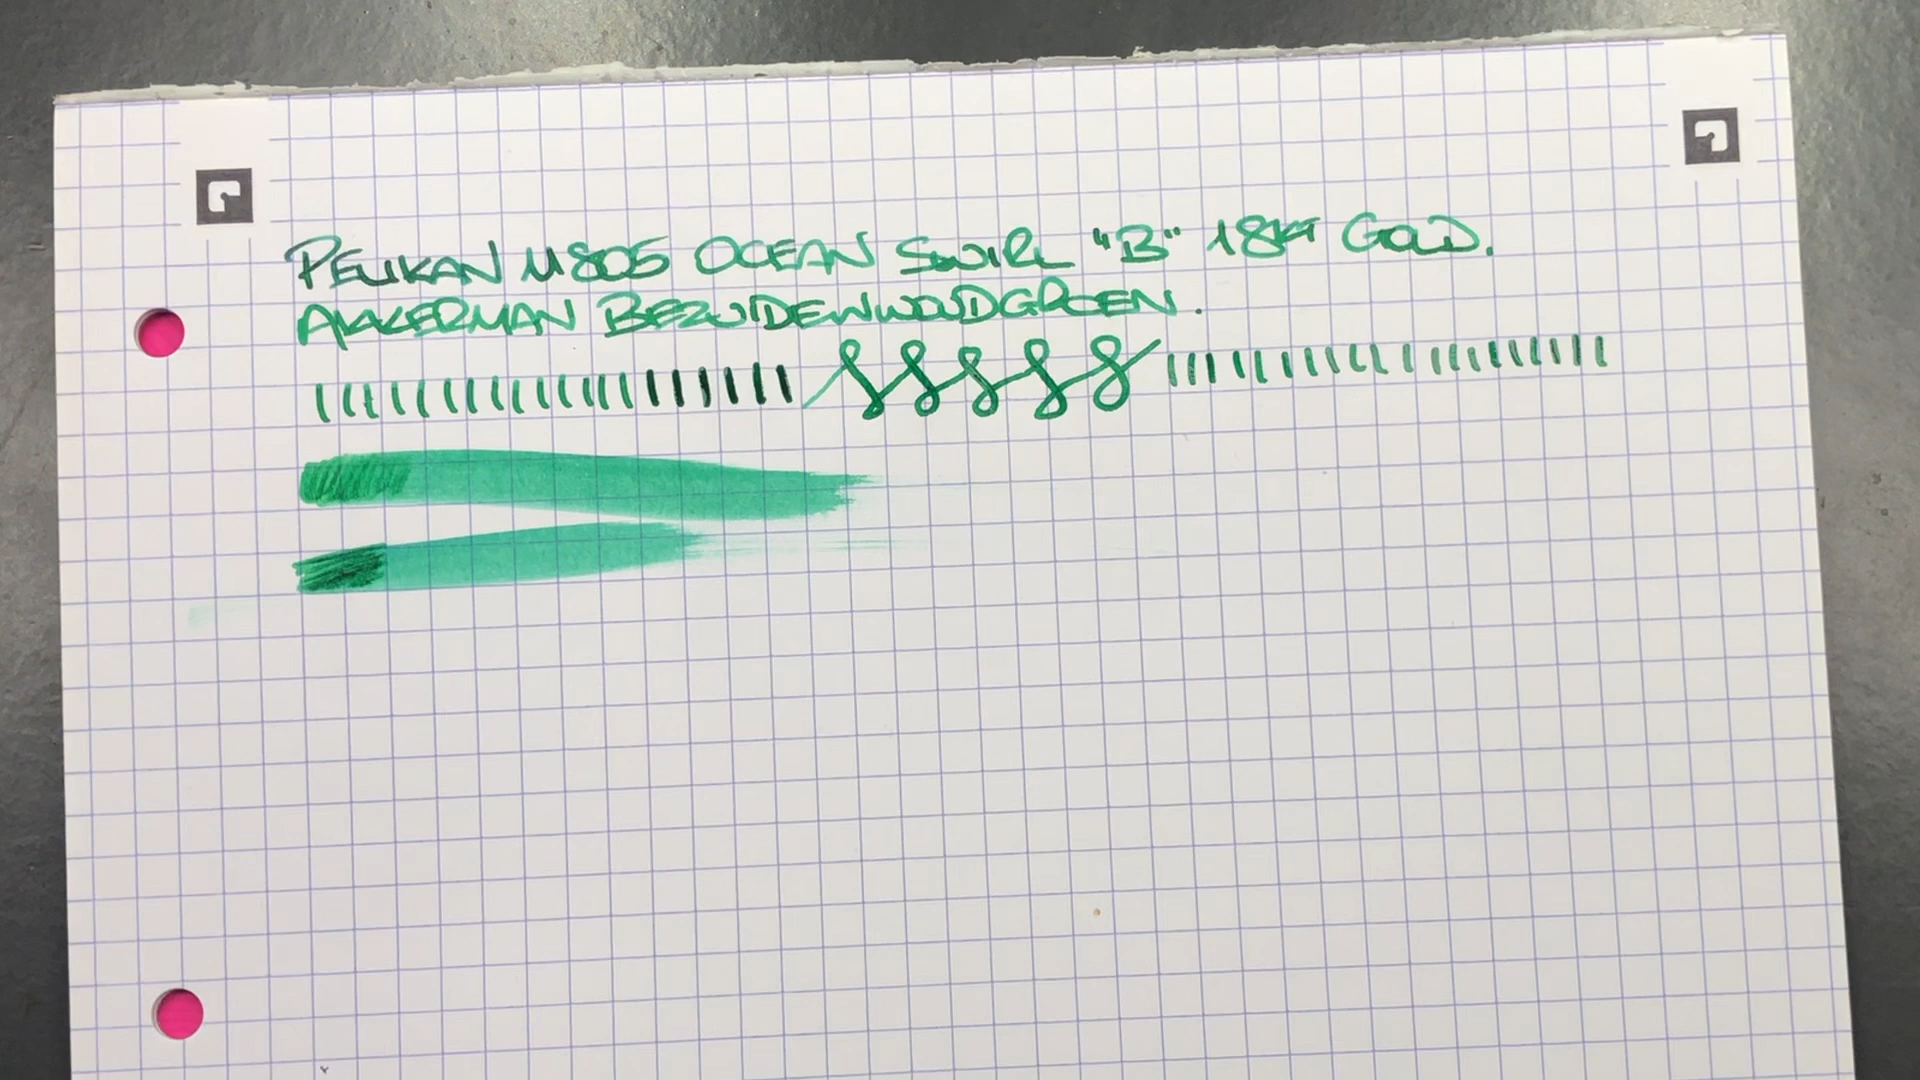 PELIKAN M805 OCEAN SWIRL "B" 18KT GOLD.
AKKERMAN BEZUIDENWOUDGROEN.